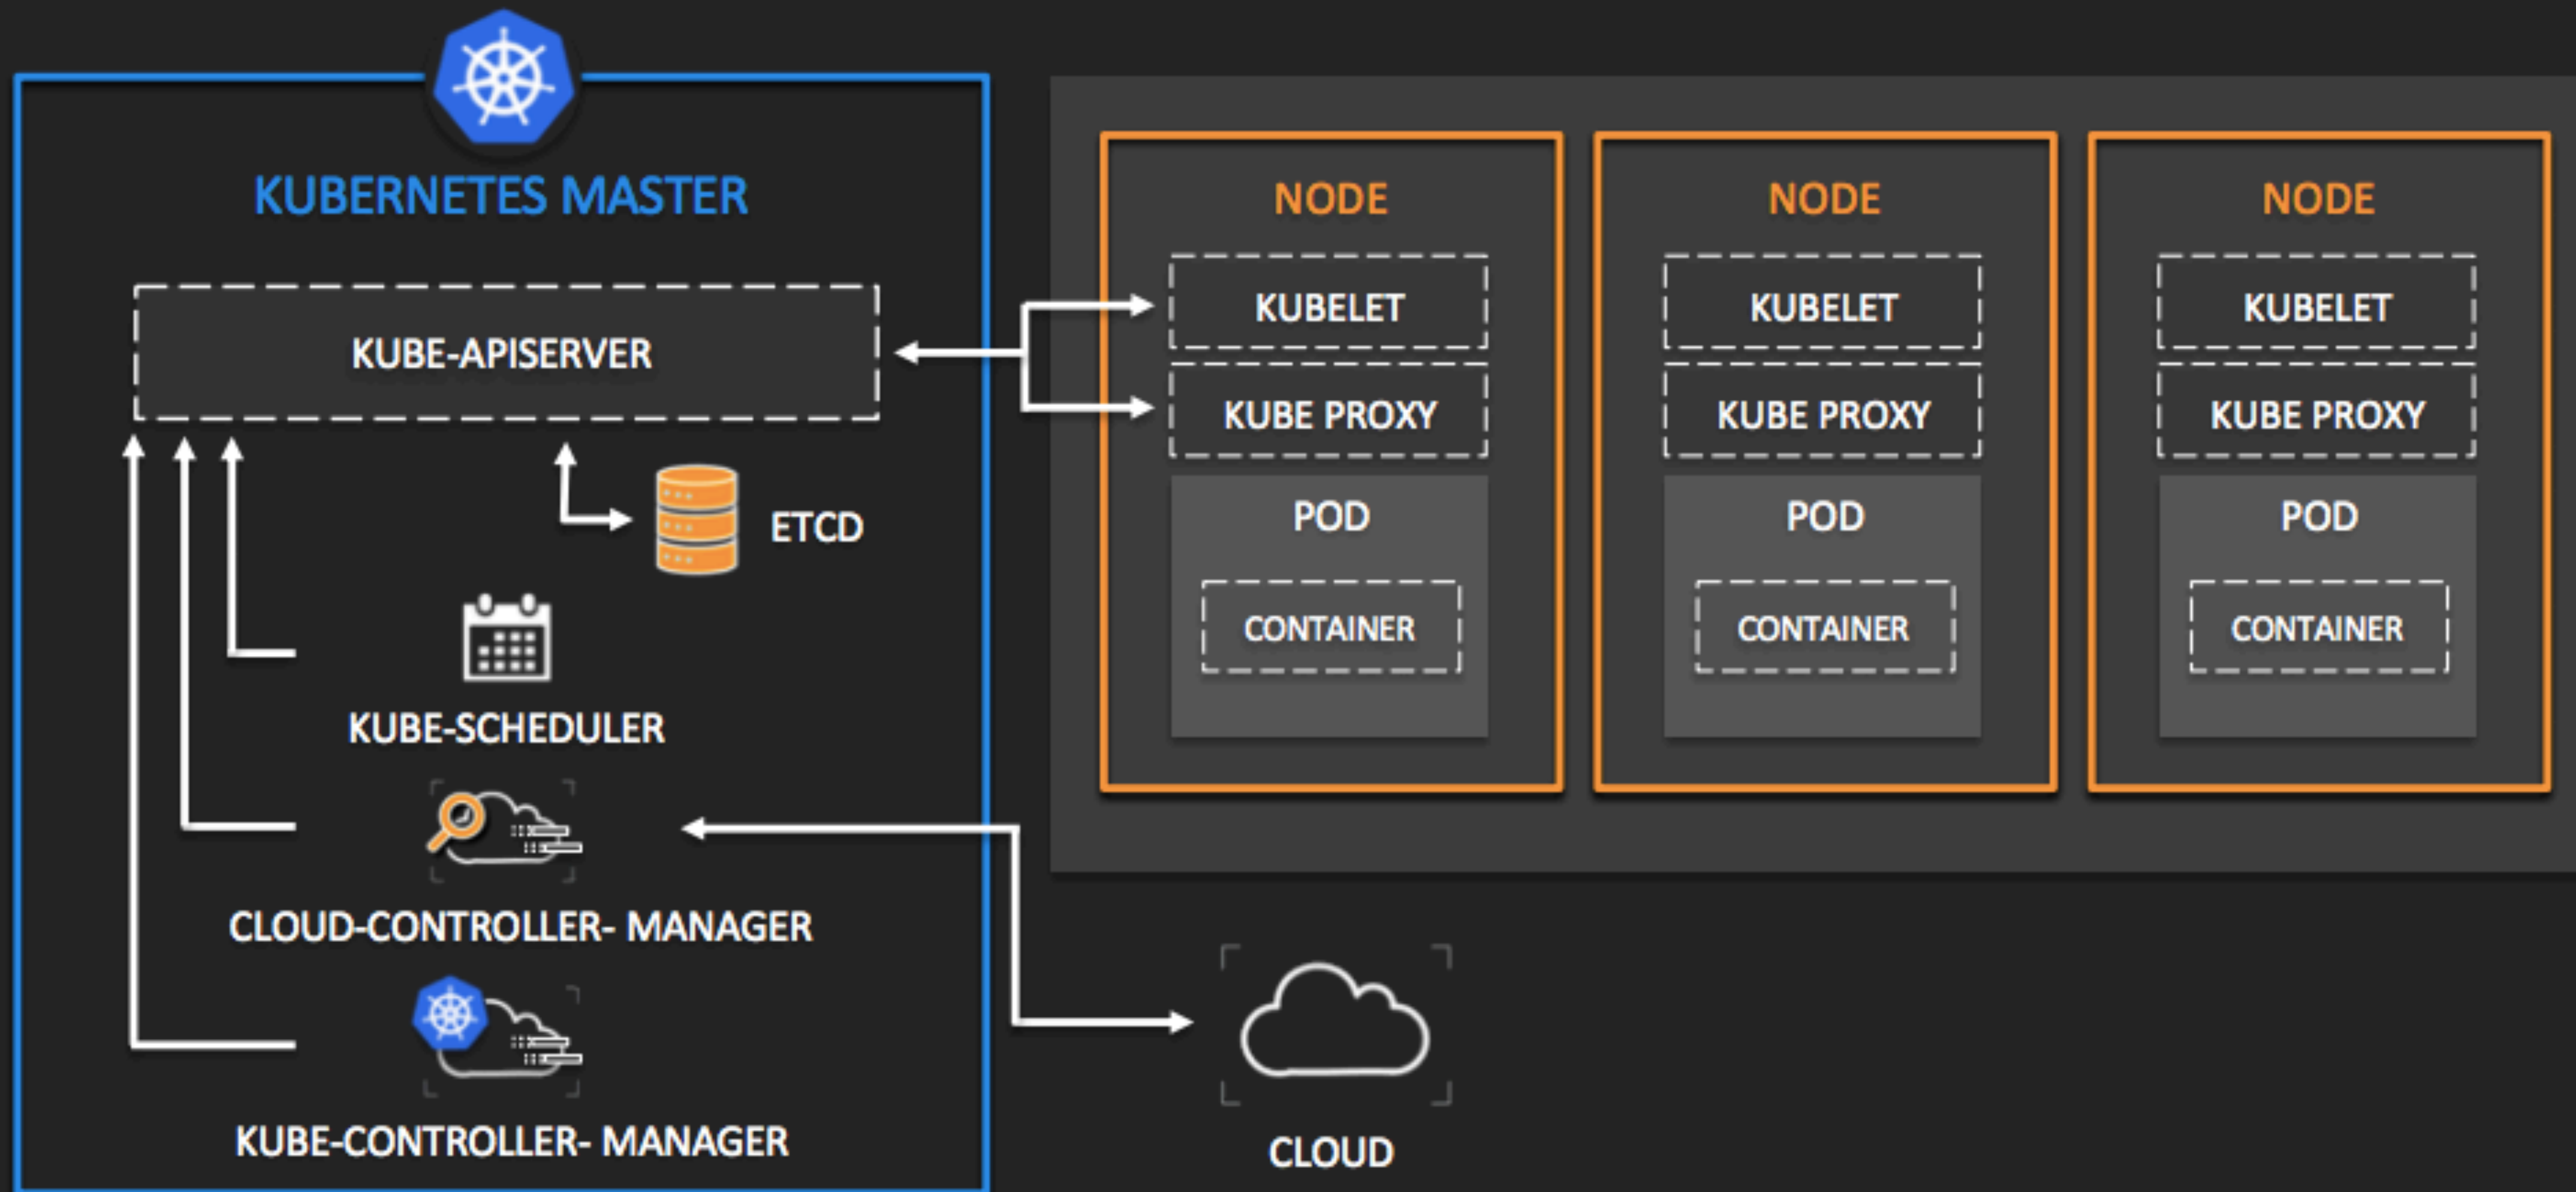 KUBERNETES MASTER
KUBE-APISERVER
ETCD
KUBE-SCHEDULER
CLOUD-CONTROLLER- MANAGER
KUBE-CONTROLLER- MANAGER
NODE
KUBELET
KUBE PROXY
POD
CONTAINER
NODE
KUBELET
KUBE PROXY
POD
CONTAINER
NODE
KUBELET
KUBE PROXY
POD
CONTAINER
CLOUD